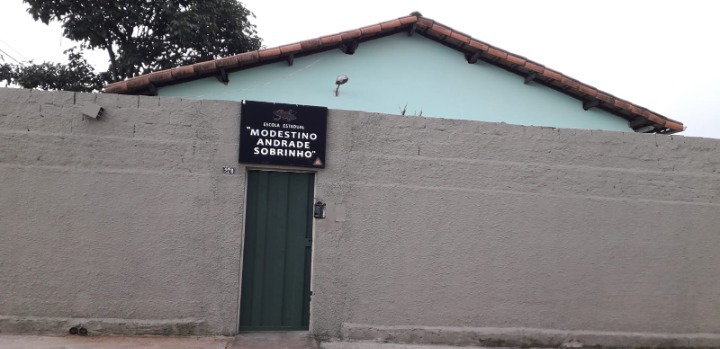 ESCOLA ESTADUAL
"MODESTINO
ANDRADE
SOBRINHO"